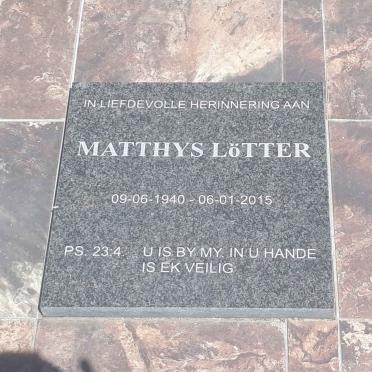 IN LIEFDEVOLLE HERINNERING AAN
MATTHYS LöTTER
09-06-1940 - 06-01-2015
PS. 23:4. U IS BY MY. IN U HANDE
IS EK VEILIG